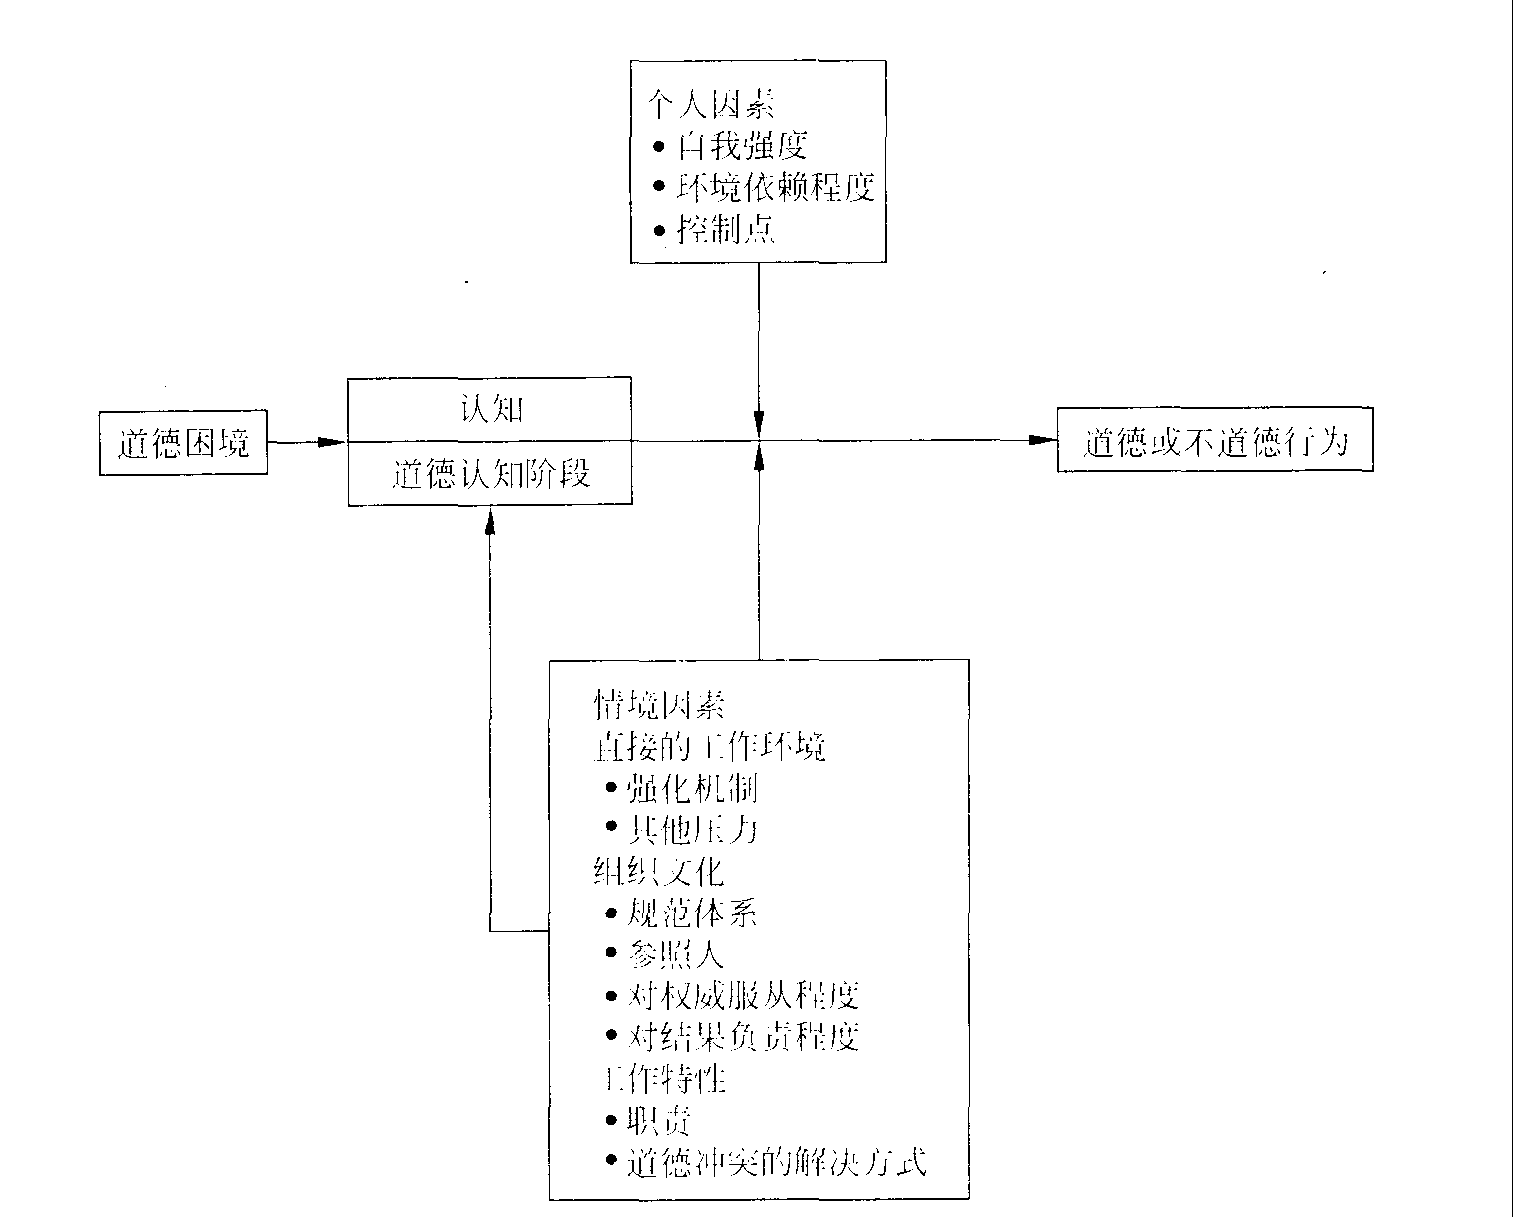 个人因素
• 自我强度
• 环境依赖程度
• 控制点
认知
道德困境
道德认知阶段
道德或不道德行为
情境因素
直接的工作环境
• 强化机制
• 其他压力
组织文化
• 规范体系
• 参照人
• 对权威服从程度
• 对结果负责程度
工作特性
• 职责
• 道德冲突的解决方式